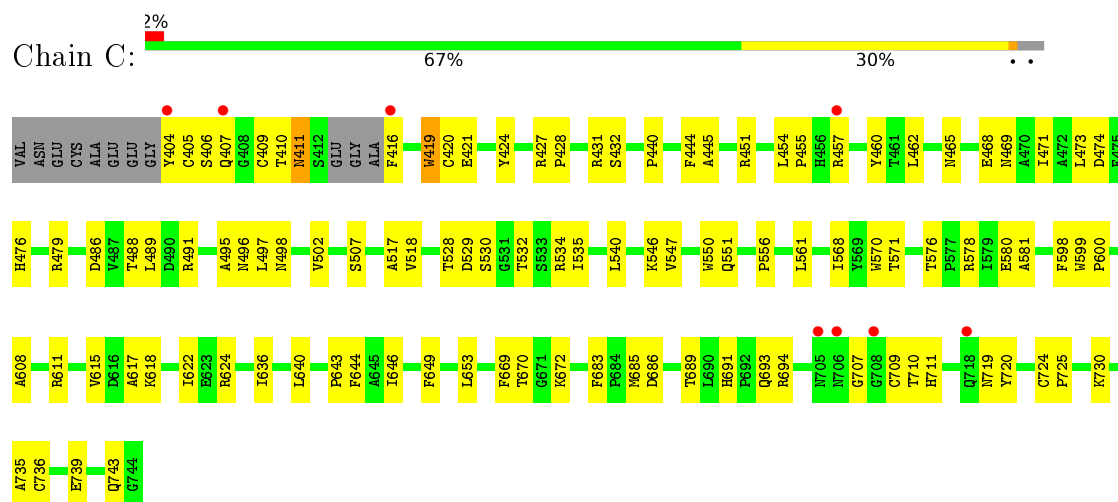 2%
Chain C:
67% 30% • •
VAL ASN GLU CYS ALA GLU GLU GLY Y404 C405 S406 Q407 G408 C409 T410 N411 S412 GLU GLY ALA F416 W419 C420 E421 Y424 R427 P428 R431 S432 P440 F444 A445 R451 L454 P455 H456 R457 Y460 T461 L462 N465 E468 N469 A470 I471 A472 L473 D474 E475
H476 R479 D486 V487 T488 L489 D490 R491 A495 N496 L497 N498 V502 S507 A517 V518 T528 D529 S530 G531 T532 S533 R534 I535 L540 K546 V547 W550 Q551 P556 L561 I568 Y569 W570 T571 T576 P577 R578 I579 E580 A581 F598 W599 P600
A608 R611 V615 D616 A617 K618 I622 E623 R624 I636 L640 P643 F644 A645 I646 F649 L653 F669 T670 G671 K672 F683 P684 M685 D686 T689 L690 H691 P692 Q693 R694 N705 N706 G707 G708 C709 T710 H711 Q718 N719 Y720 C724 P725 K730
A735 C736 E739 Q743 G744